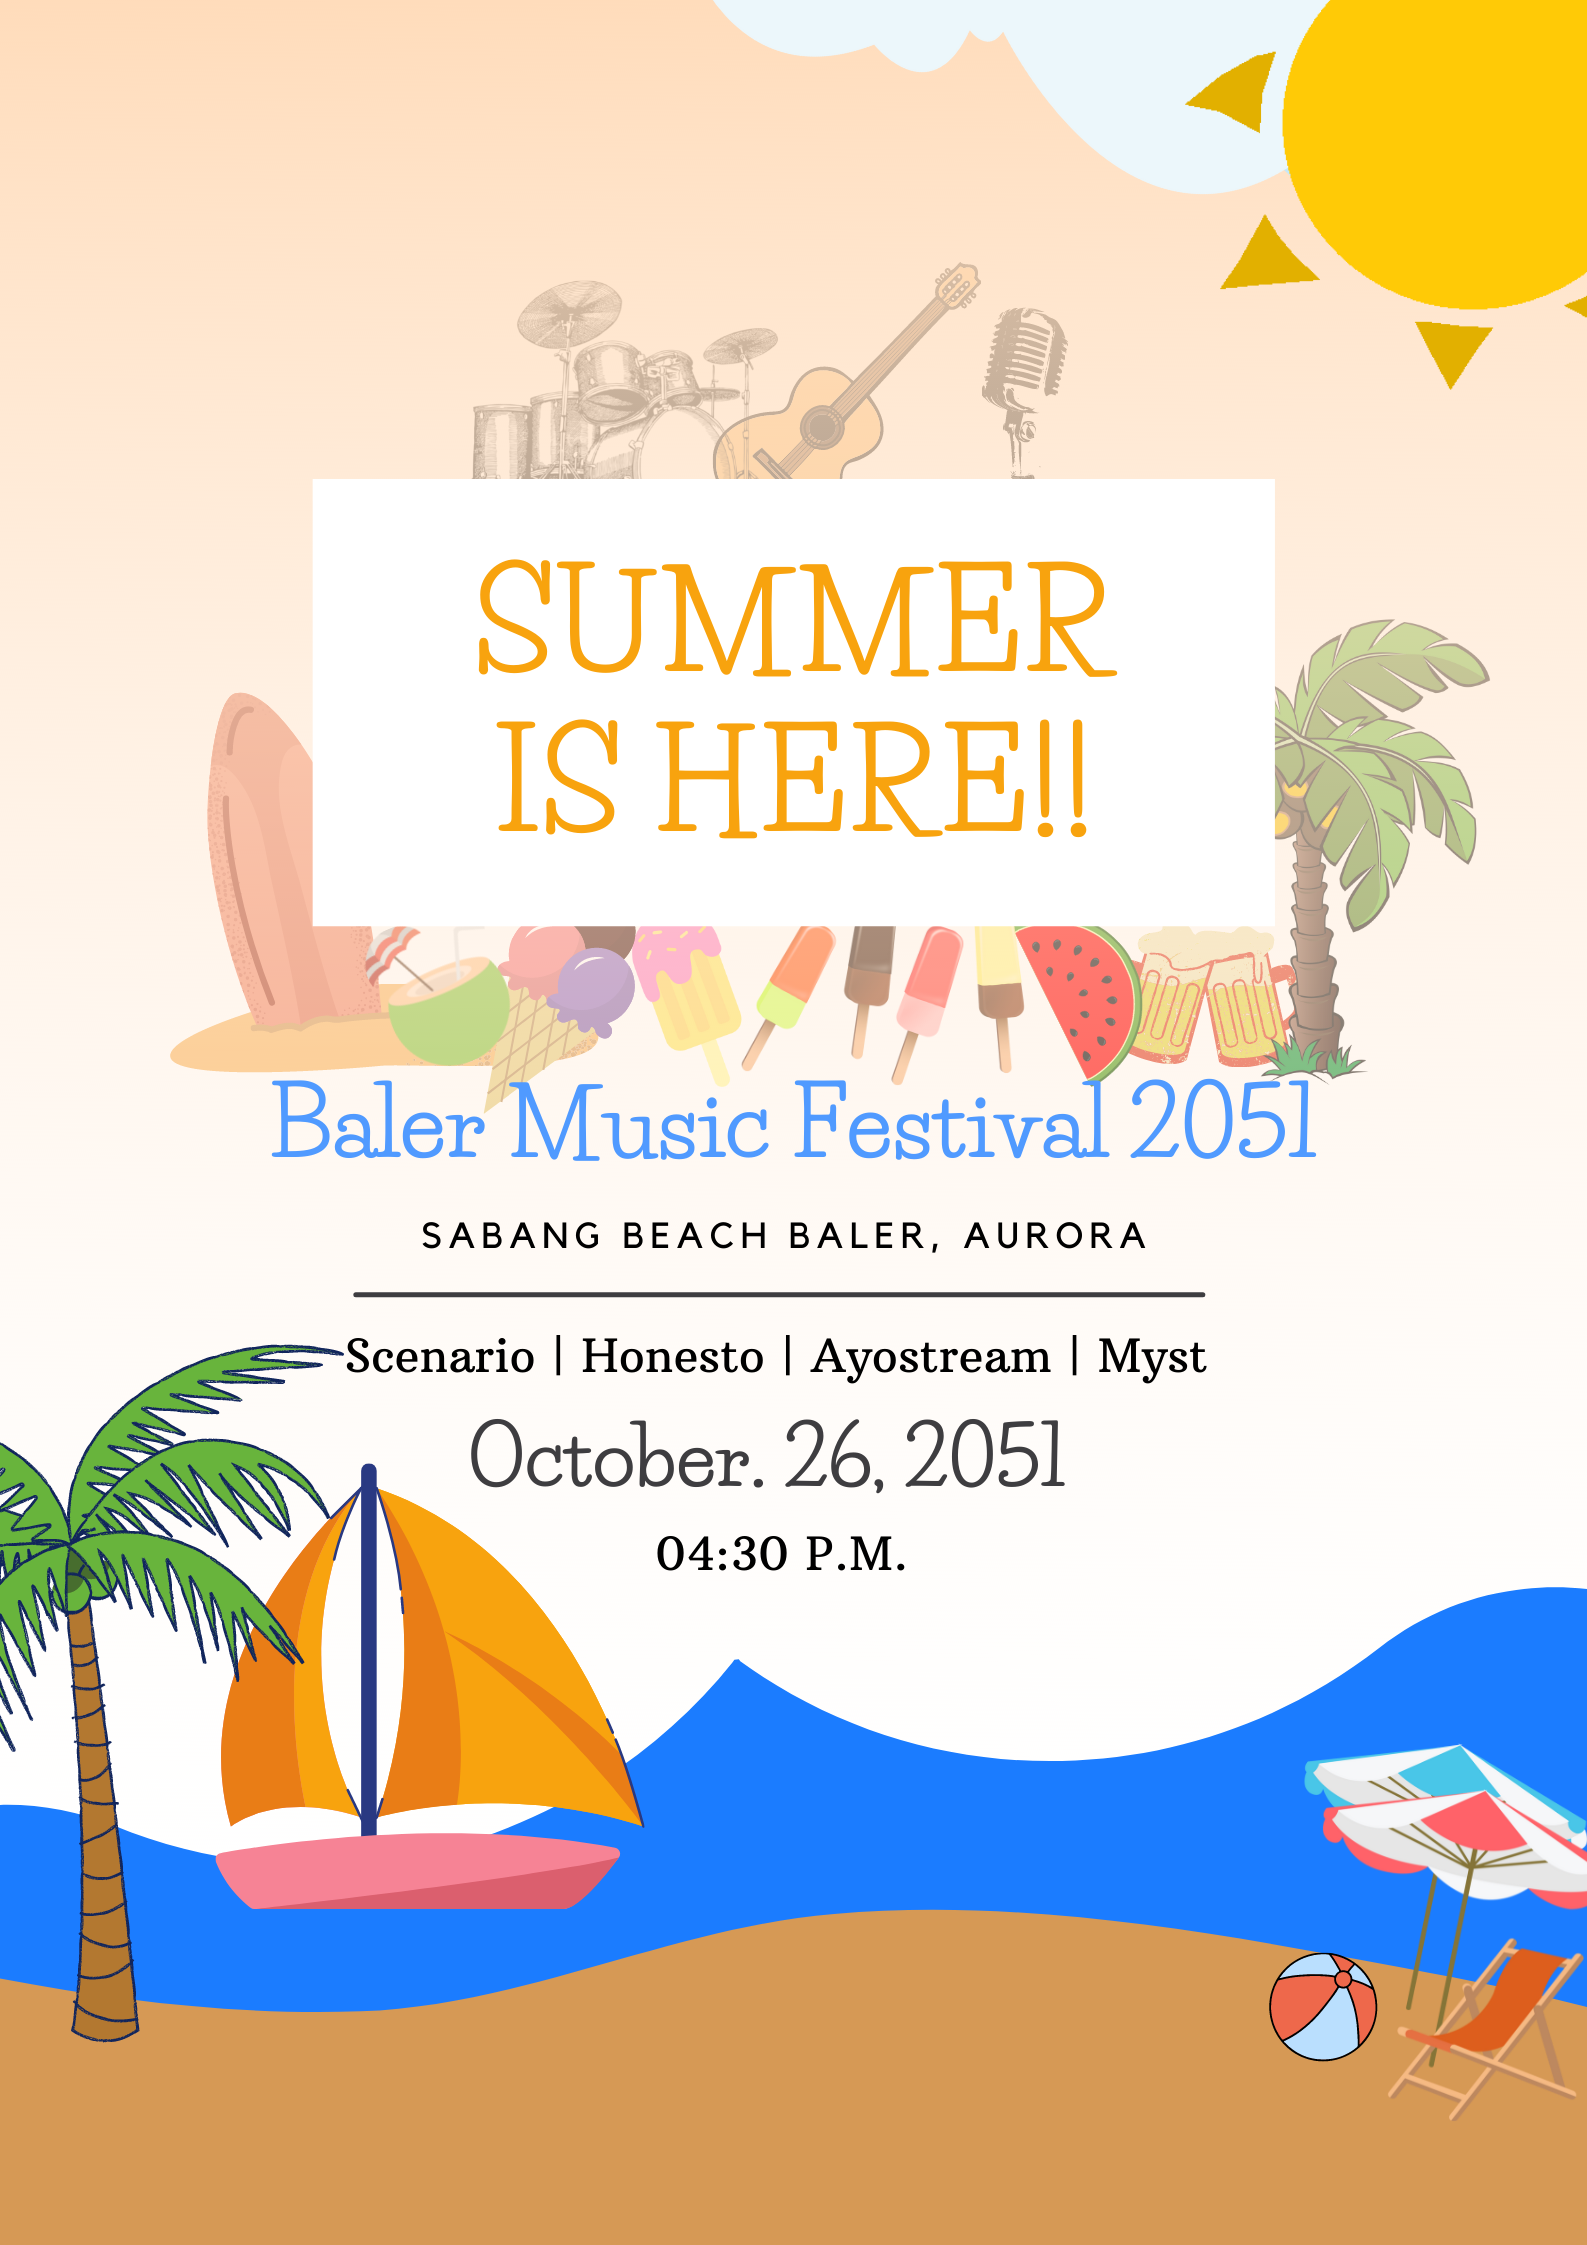 SUMMER
IS HERE!!
Baler Music Festival 2051
SABANG BEACH BALER, AURORA
Scenario | Honesto | Ayostream | Myst
October. 26, 2051
04:30 P.M.